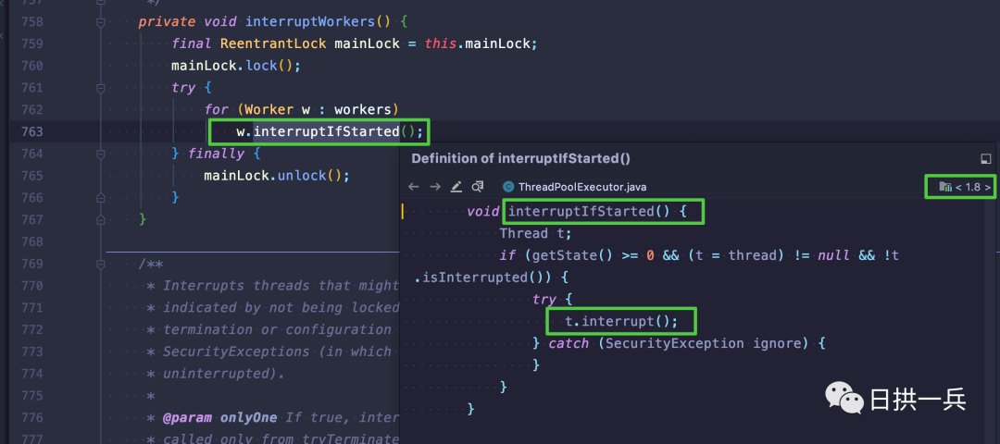 757
*/
758 private void interruptWorkers() {
759 final ReentrantLock mainLock = this.mainLock;
760 mainLock.lock();
761 try {
762 for (Worker w : workers)
763 w.interruptIfStarted();
764 } finally {
765 mainLock.unlock();
766 }
767 }
768
769 /**
770 * Interrupts threads that might
771 * indicated by not being locked
772 * termination or configuration
773 * SecurityExceptions (in which
774 * uninterrupted).
775 *
776 * @param onlyOne If true, inter
777 * called only from tryTerminate
Definition of interruptIfStarted()
ThreadPoolExecutor.java
< 1.8 >
void interruptIfStarted() {
Thread t;
if (getState() >= 0 && (t = thread) != null && !t
.isInterrupted()) {
try {
t.interrupt();
} catch (SecurityException ignore) {
}
}
}
日拱一兵